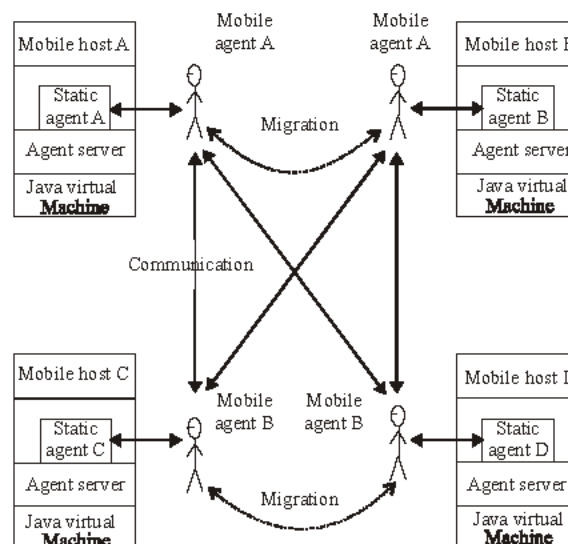 Mobile
agent A
Mobile
agent A
Mobile host A
Static
agent A
Agent server
Java virtual
Machine
Migration
Mobile host
Static
agent B
Agent server
Java virtual
Machine
Communication
Mobile host C
Static
agent C
Agent server
Java virtual
Machine
Mobile
agent B
Mobile
agent B
Migration
Mobile host
Static
agent D
Agent server
Java virtual
Machine